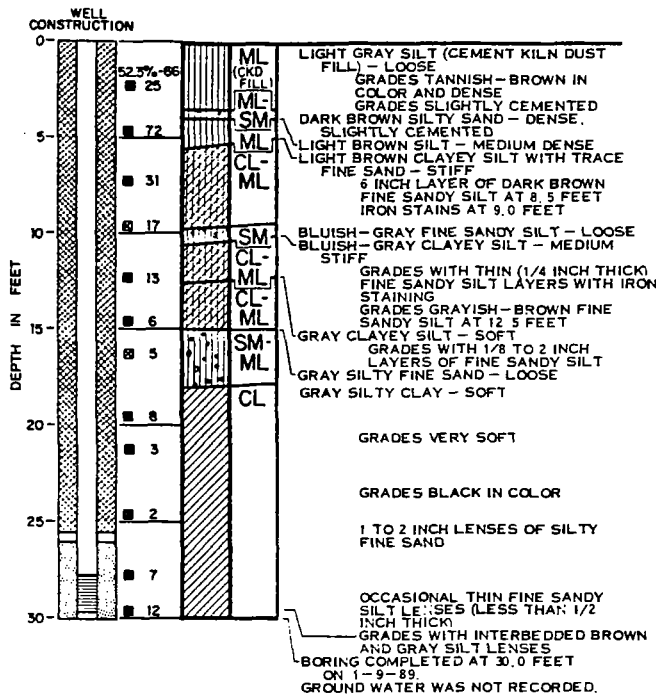 WELL
CONSTRUCTION
DEPTH IN FEET
0
5
10
15
20
25
30
52.3%-66
25
72
31
17
13
6
5
8
3
2
7
12
ML
(CKD
FILL)
ML-
SM
ML
CL-
ML
SM
CL-
ML
CL-
ML
SM-
ML
CL
LIGHT GRAY SILT (CEMENT KILN DUST
FILL) - LOOSE
GRADES TANNISH-BROWN IN
COLOR AND DENSE
GRADES SLIGHTLY CEMENTED
DARK BROWN SILTY SAND - DENSE,
SLIGHTLY CEMENTED
LIGHT BROWN SILT - MEDIUM DENSE
LIGHT BROWN CLAYEY SILT WITH TRACE
FINE SAND - STIFF
6 INCH LAYER OF DARK BROWN
FINE SANDY SILT AT 8.5 FEET
IRON STAINS AT 9.0 FEET
BLUISH-GRAY FINE SANDY SILT - LOOSE
BLUISH-GRAY CLAYEY SILT - MEDIUM
STIFF
GRADES WITH THIN (1/4 INCH THICK)
FINE SANDY SILT LAYERS WITH IRON
STAINING
GRADES GRAYISH-BROWN FINE
SANDY SILT AT 12 5 FEET
GRAY CLAYEY SILT - SOFT
GRADES WITH 1/8 TO 2 INCH
LAYERS OF FINE SANDY SILT
GRAY SILTY FINE SAND - LOOSE
GRAY SILTY CLAY - SOFT
GRADES VERY SOFT
GRADES BLACK IN COLOR
1 TO 2 INCH LENSES OF SILTY
FINE SAND
OCCASIONAL THIN FINE SANDY
SILT LENSES (LESS THAN 1/2
INCH THICK)
GRADES WITH INTERBEDDED BROWN
AND GRAY SILT LENSES
BORING COMPLETED AT 30.0 FEET
ON 1-9-89.
GROUND WATER WAS NOT RECORDED.